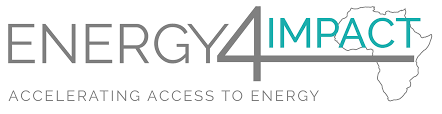 ENERGY4IMPACT
ACCELERATING ACCESS TO ENERGY